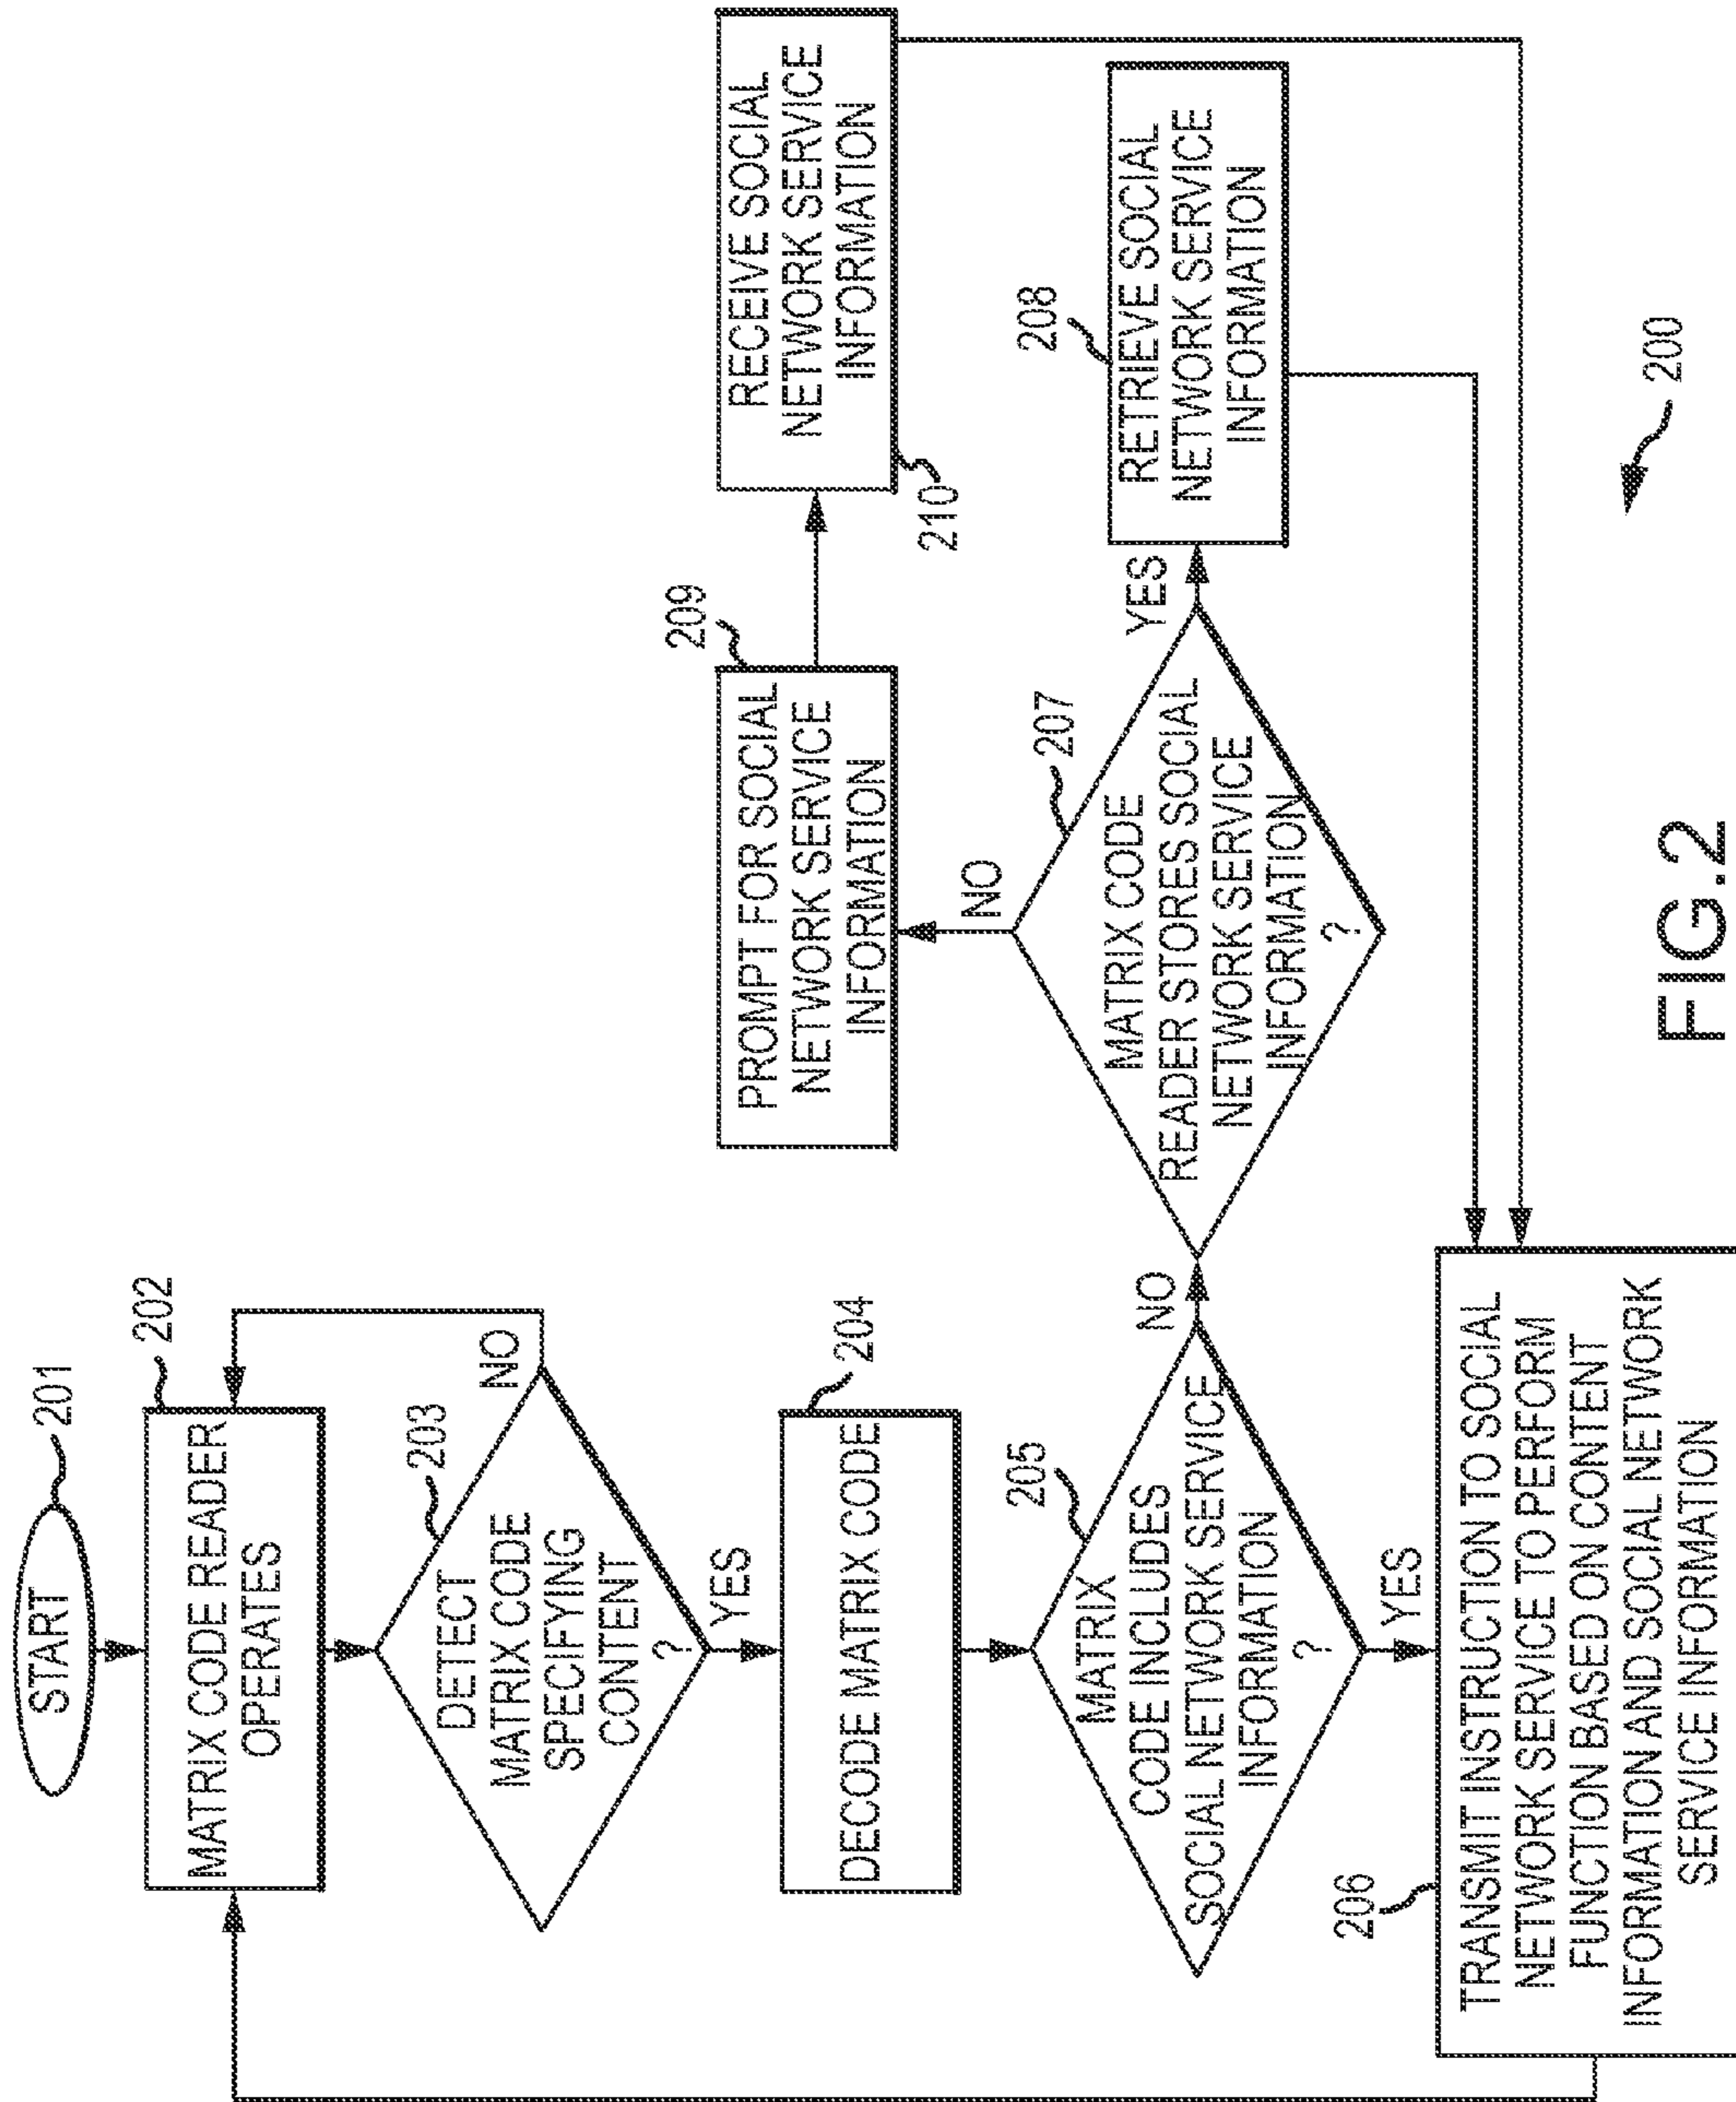 START
201
MATRIX CODE READER
OPERATES
202
DETECT
MATRIX CODE
SPECIFYING
CONTENT
?
203
NO
YES
DECODE MATRIX CODE
204
MATRIX
CODE INCLUDES
SOCIAL NETWORK SERVICE
INFORMATION
?
205
NO
YES
TRANSMIT INSTRUCTION TO SOCIAL
NETWORK SERVICE TO PERFORM
FUNCTION BASED ON CONTENT
INFORMATION AND SOCIAL NETWORK
SERVICE INFORMATION
206
MATRIX CODE
READER STORES SOCIAL
NETWORK SERVICE
INFORMATION
?
207
NO
YES
RETRIEVE SOCIAL
NETWORK SERVICE
INFORMATION
208
PROMPT FOR SOCIAL
NETWORK SERVICE
INFORMATION
209
RECEIVE SOCIAL
NETWORK SERVICE
INFORMATION
210
200
FIG.2